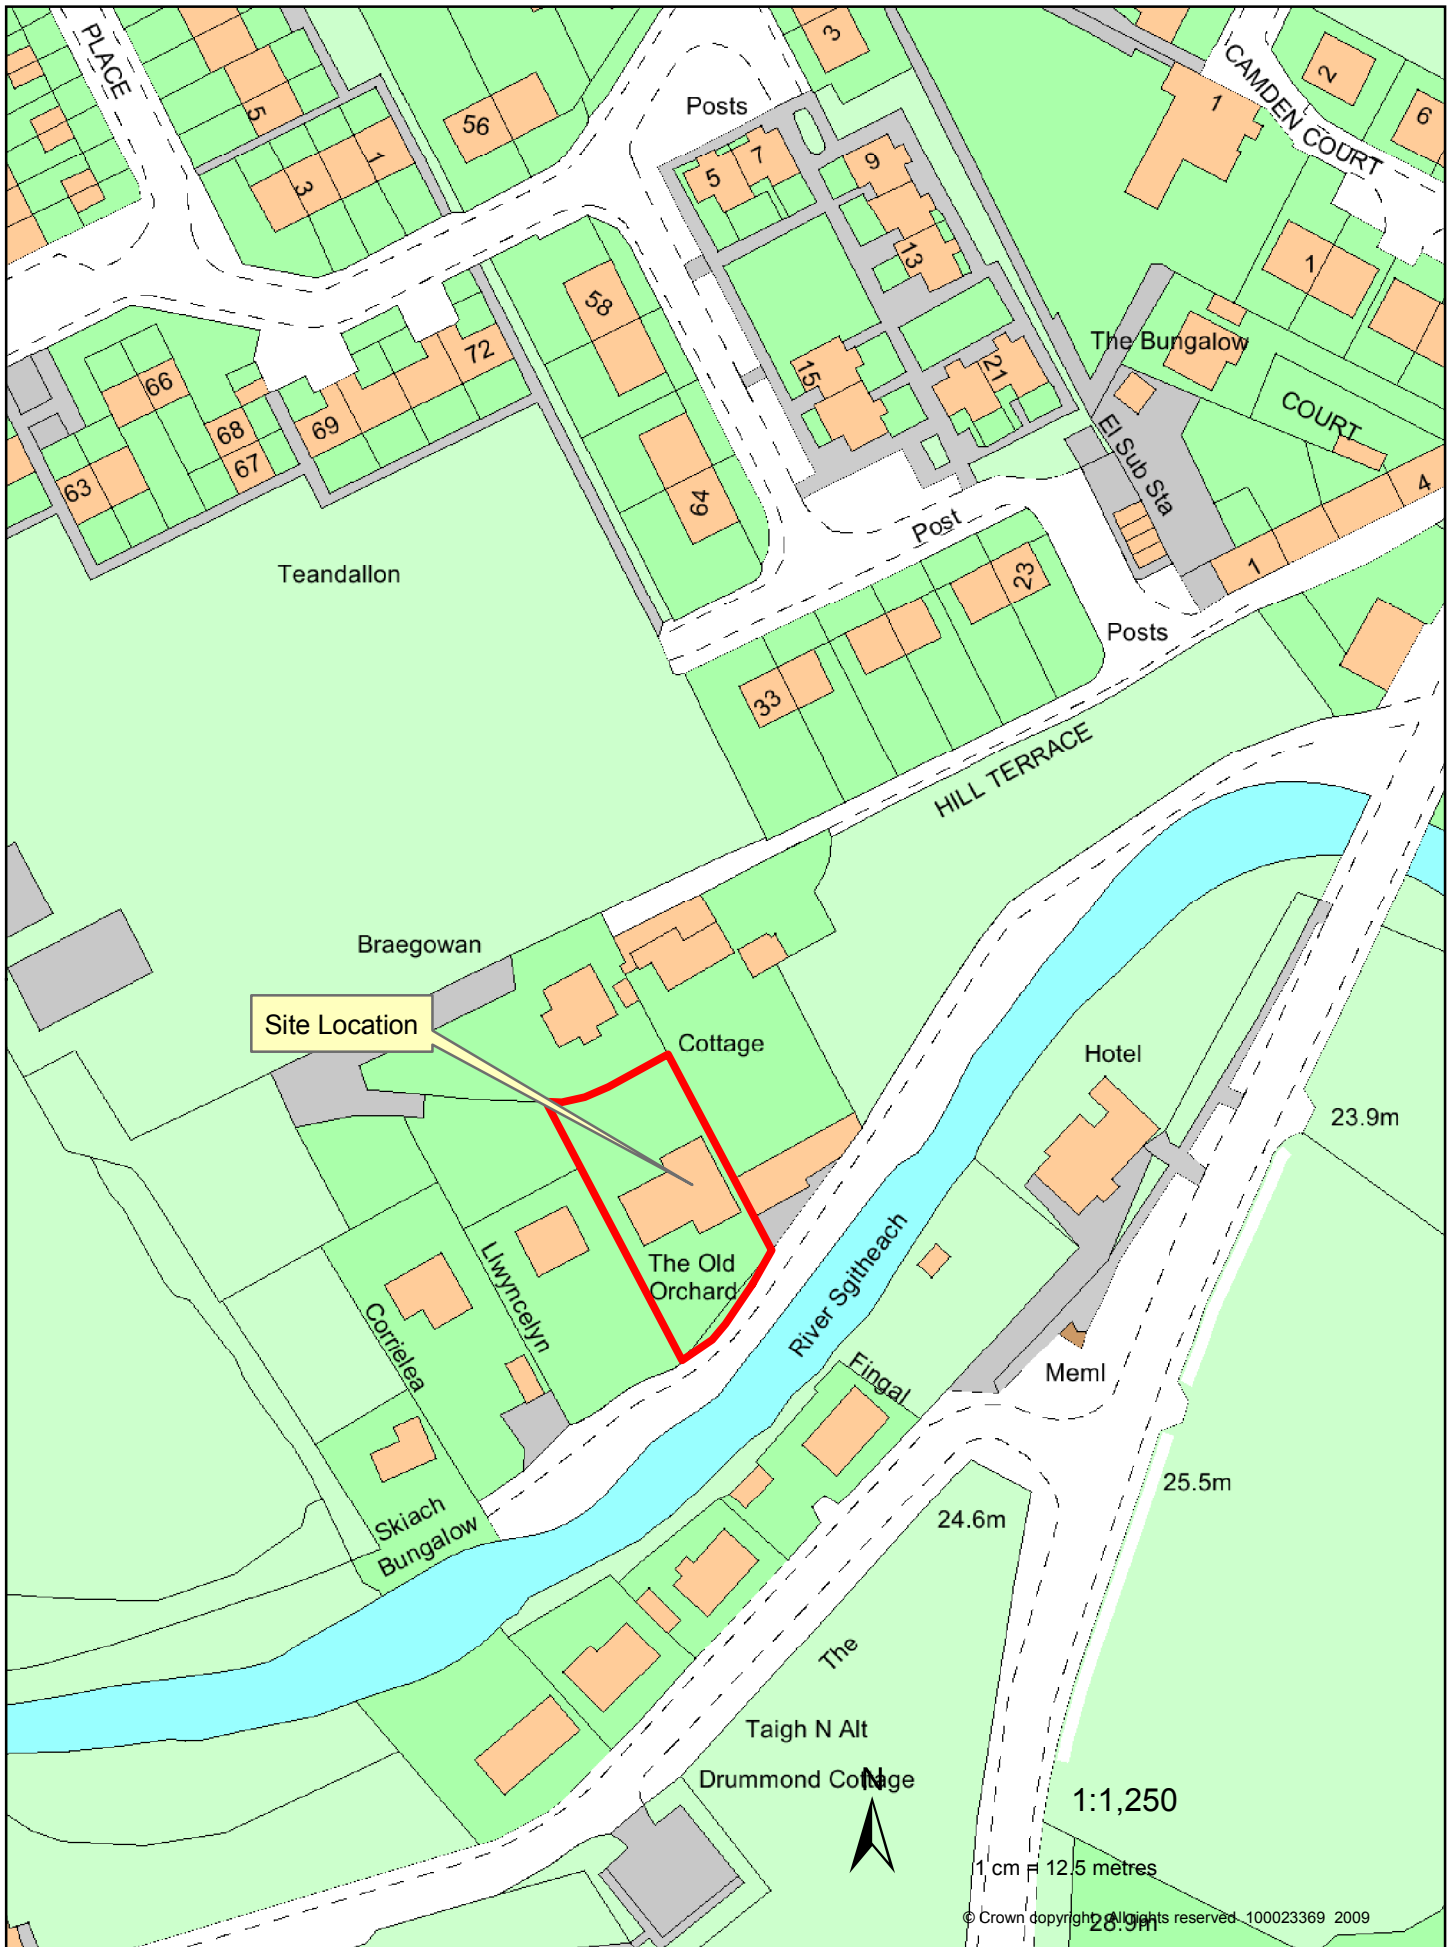 PLACE
5
3
1
56
Posts
3
5
7
9
13
CAMDEN COURT
1
2
6
1
58
72
66
68
67
69
63
64
15
21
The Bungalow
COURT
El Sub Sta
4
1
Post
23
Posts
33
Teandallon
HILL TERRACE
Braegowan
Site Location
Cottage
Hotel
23.9m
The Old
Orchard
Llwyncelyn
Corrielea
River Sgitheach
Fingal
Meml
Skiach
Bungalow
25.5m
24.6m
The
Taigh N Alt
Drummond Cottage
N
1:1,250
1 cm = 12.5 metres
© Crown copyright. All rights reserved 100023369 2009
28.9m